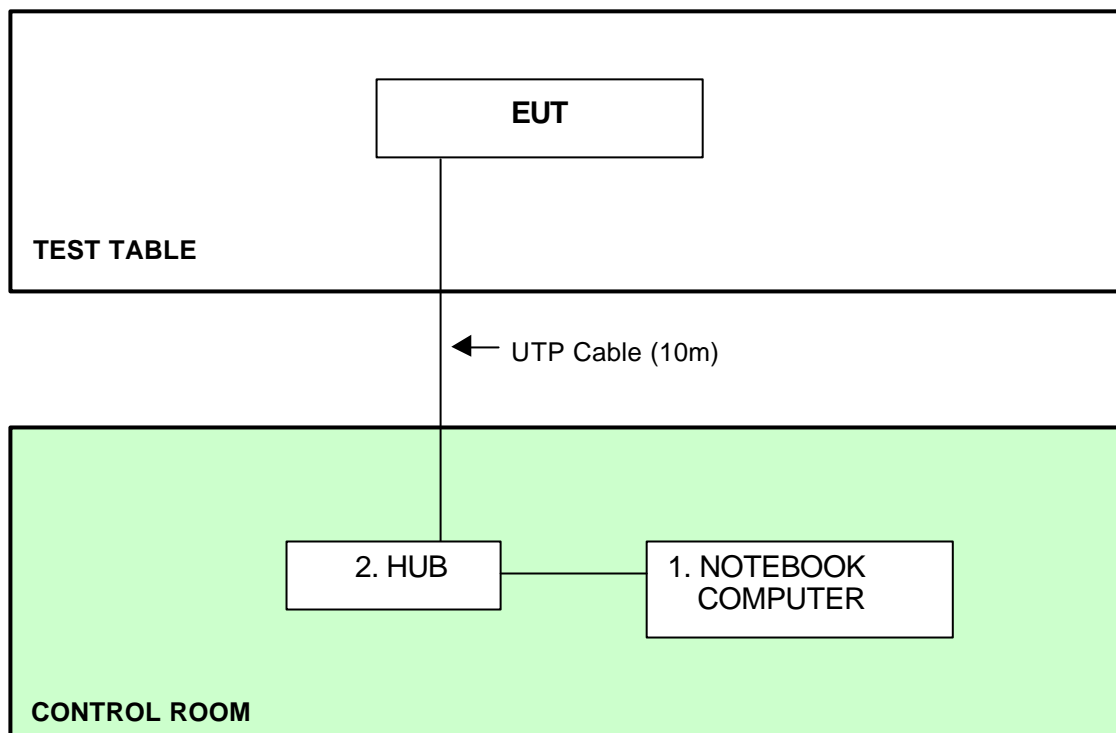 EUT
TEST TABLE
UTP Cable (10m)
2. HUB
1. NOTEBOOK
COMPUTER
CONTROL ROOM